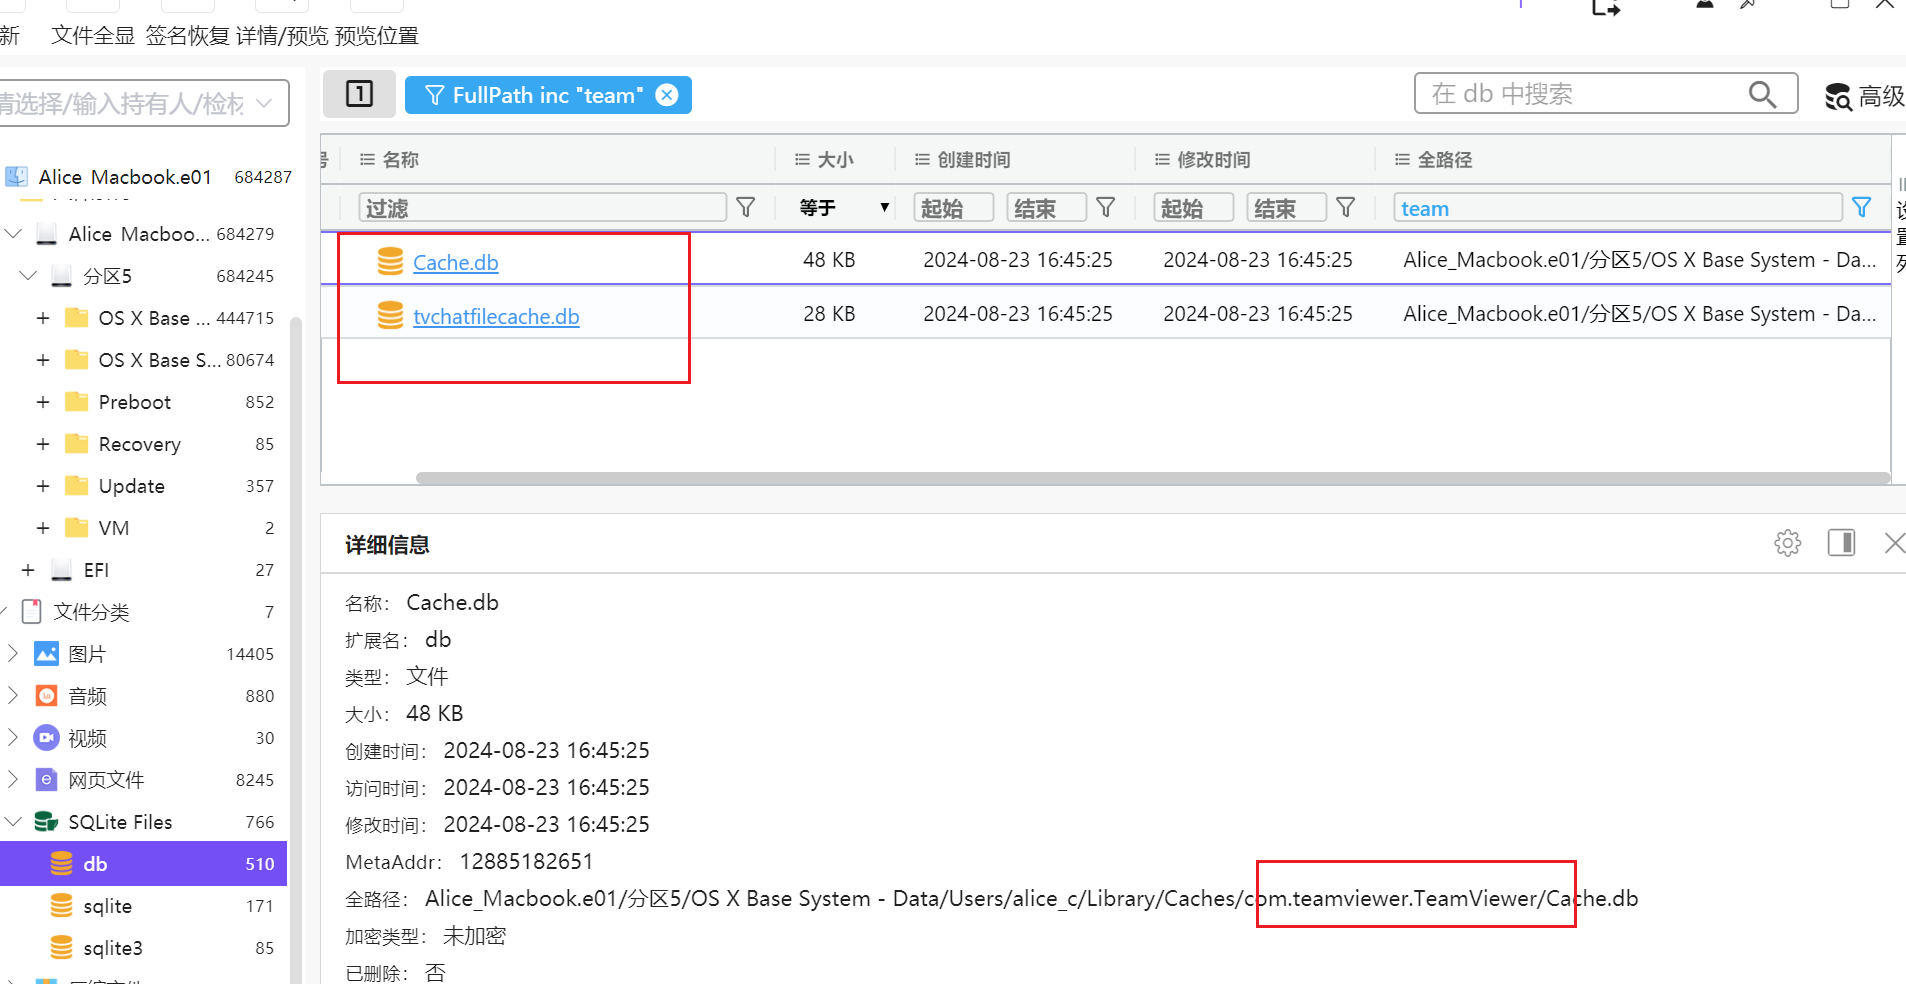 新 文件全显 签名恢复 详情/预览 预览位置
请选择/输入持有人/检材
1 FullPath inc "team" 在 db 中搜索 高级
号 名称 大小 创建时间 修改时间 全路径
过滤 等于 起始 结束 起始 结束 team
设置列
Cache.db 48 KB 2024-08-23 16:45:25 2024-08-23 16:45:25 Alice_Macbook.e01/分区5/OS X Base System - Da...
tvchatfilecache.db 28 KB 2024-08-23 16:45:25 2024-08-23 16:45:25 Alice_Macbook.e01/分区5/OS X Base System - Da...
Alice_Macbook.e01 684287
Alice_Macboo... 684279
分区5 684245
OS X Base ... 444715
OS X Base S... 80674
Preboot 852
Recovery 85
Update 357
VM 2
EFI 27
文件分类 7
图片 14405
音频 880
视频 30
网页文件 8245
SQLite Files 766
db 510
sqlite 171
sqlite3 85
详细信息
名称： Cache.db
扩展名： db
类型： 文件
大小： 48 KB
创建时间： 2024-08-23 16:45:25
访问时间： 2024-08-23 16:45:25
修改时间： 2024-08-23 16:45:25
MetaAddr： 12885182651
全路径： Alice_Macbook.e01/分区5/OS X Base System - Data/Users/alice_c/Library/Caches/com.teamviewer.TeamViewer/Cache.db
加密类型： 未加密
已删除： 否